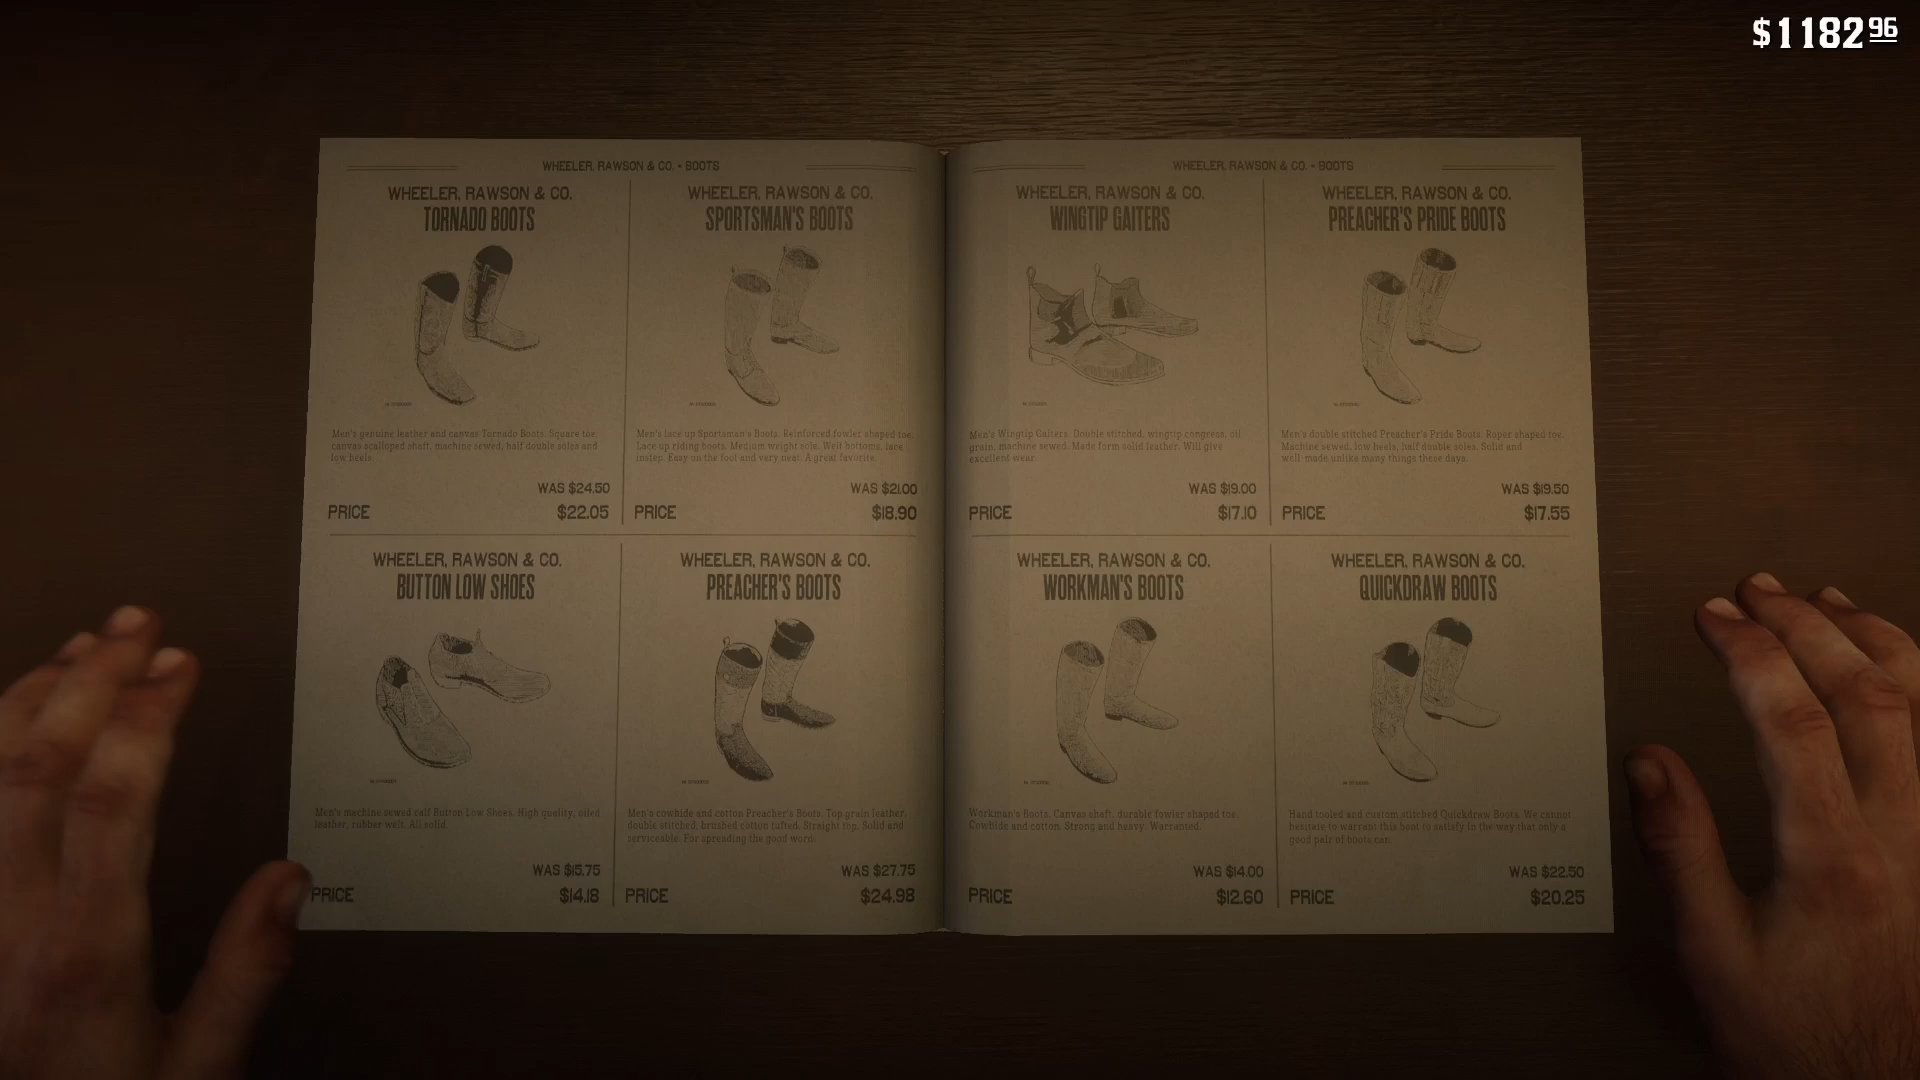 $1182 96
WHEELER, RAWSON & CO. - BOOTS
WHEELER, RAWSON & CO.
TORNADO BOOTS
Men's genuine leather and canvas Tornado Boots. Square toe,
canvas scalloped shaft, machine sewed, half double soles and
low heels.
WAS $24.50
PRICE $22.05
WHEELER, RAWSON & CO.
SPORTSMAN'S BOOTS
Men's lace up Sportsman's Boots. Reinforced fowler shaped toe.
Lace up riding boots. Medium weight sole. Welt bottoms, lace
instep. Easy on the foot and very neat. A great favorite.
WAS $21.00
PRICE $18.90
WHEELER, RAWSON & CO.
BUTTON LOW SHOES
Men's machine sewed calf Button Low Shoes. High quality, oiled
leather, rubber welt. All solid.
WAS $15.75
PRICE $14.18
WHEELER, RAWSON & CO.
PREACHER'S BOOTS
Men's cowhide and cotton Preacher's Boots. Top grain leather
double stitched, brushed cotton tufted. Straight top. Solid and
serviceable. For spreading the good word.
WAS $27.75
PRICE $24.98
WHEELER, RAWSON & CO. - BOOTS
WHEELER, RAWSON & CO.
WINGTIP GAITERS
Men's Wingtip Gaiters. Double stitched, wingtip congress, oil
grain, machine sewed. Made form solid leather. Will give
excellent wear.
WAS $19.00
PRICE $17.10
WHEELER, RAWSON & CO.
PREACHER'S PRIDE BOOTS
Men's double stitched Preacher's Pride Boots. Roper shaped toe.
Machine sewed, low heels, half double soles. Solid and
well-made unlike many things these days.
WAS $19.50
PRICE $17.55
WHEELER, RAWSON & CO.
WORKMAN'S BOOTS
Workman's Boots. Canvas shaft, durable fowler shaped toe.
Cowhide and cotton. Strong and heavy. Warranted.
WAS $14.00
PRICE $12.60
WHEELER, RAWSON & CO.
QUICKDRAW BOOTS
Hand tooled and custom stitched Quickdraw Boots. We cannot
hesitate to warrant this boot to satisfy in the way that only a
good pair of boots can.
WAS $22.50
PRICE $20.25